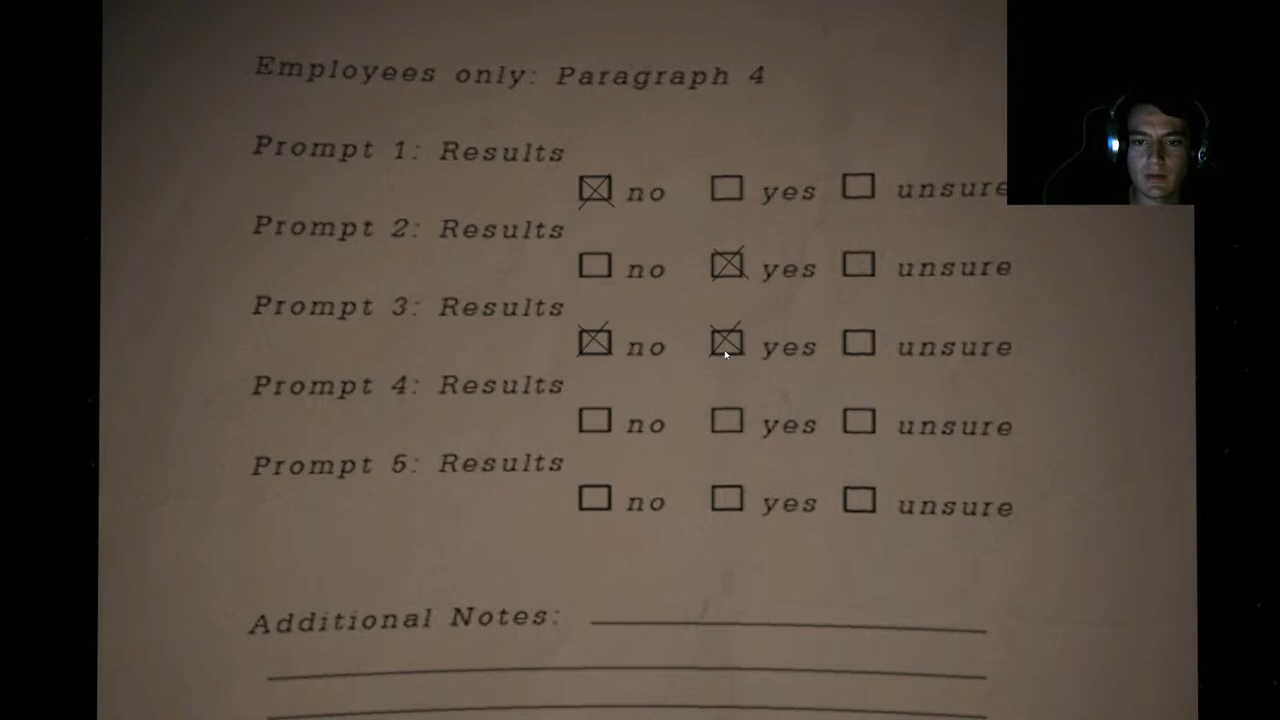 Employees only: Paragraph 4
Prompt 1: Results
no yes unsure
Prompt 2: Results
no yes unsure
Prompt 3: Results
no yes unsure
Prompt 4: Results
no yes unsure
Prompt 5: Results
no yes unsure
Additional Notes: